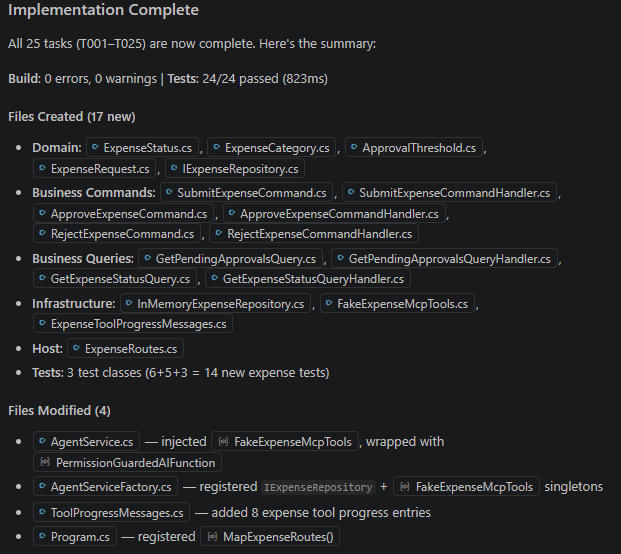 Implementation Complete
All 25 tasks (T001–T025) are now complete. Here's the summary:
Build: 0 errors, 0 warnings | Tests: 24/24 passed (823ms)
Files Created (17 new)
• Domain: ExpenseStatus.cs , ExpenseCategory.cs , ApprovalThreshold.cs ,
ExpenseRequest.cs , IExpenseRepository.cs
• Business Commands: SubmitExpenseCommand.cs , SubmitExpenseCommandHandler.cs ,
ApproveExpenseCommand.cs , ApproveExpenseCommandHandler.cs ,
RejectExpenseCommand.cs , RejectExpenseCommandHandler.cs
• Business Queries: GetPendingApprovalsQuery.cs , GetPendingApprovalsQueryHandler.cs ,
GetExpenseStatusQuery.cs , GetExpenseStatusQueryHandler.cs
• Infrastructure: InMemoryExpenseRepository.cs , FakeExpenseMcpTools.cs ,
ExpenseToolProgressMessages.cs
• Host: ExpenseRoutes.cs
• Tests: 3 test classes (6+5+3 = 14 new expense tests)
Files Modified (4)
• AgentService.cs — injected FakeExpenseMcpTools , wrapped with
PermissionGuardedAIFunction
• AgentServiceFactory.cs — registered IExpenseRepository + FakeExpenseMcpTools singletons
• ToolProgressMessages.cs — added 8 expense tool progress entries
• Program.cs — registered MapExpenseRoutes()